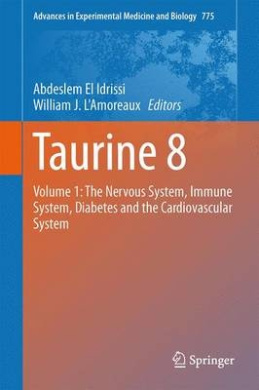 Advances in Experimental Medicine and Biology 775
Abdeslem El Idrissi
William J. L'Amoreaux Editors
Taurine 8
Volume 1: The Nervous System, Immune
System, Diabetes and the Cardiovascular
System
Springer